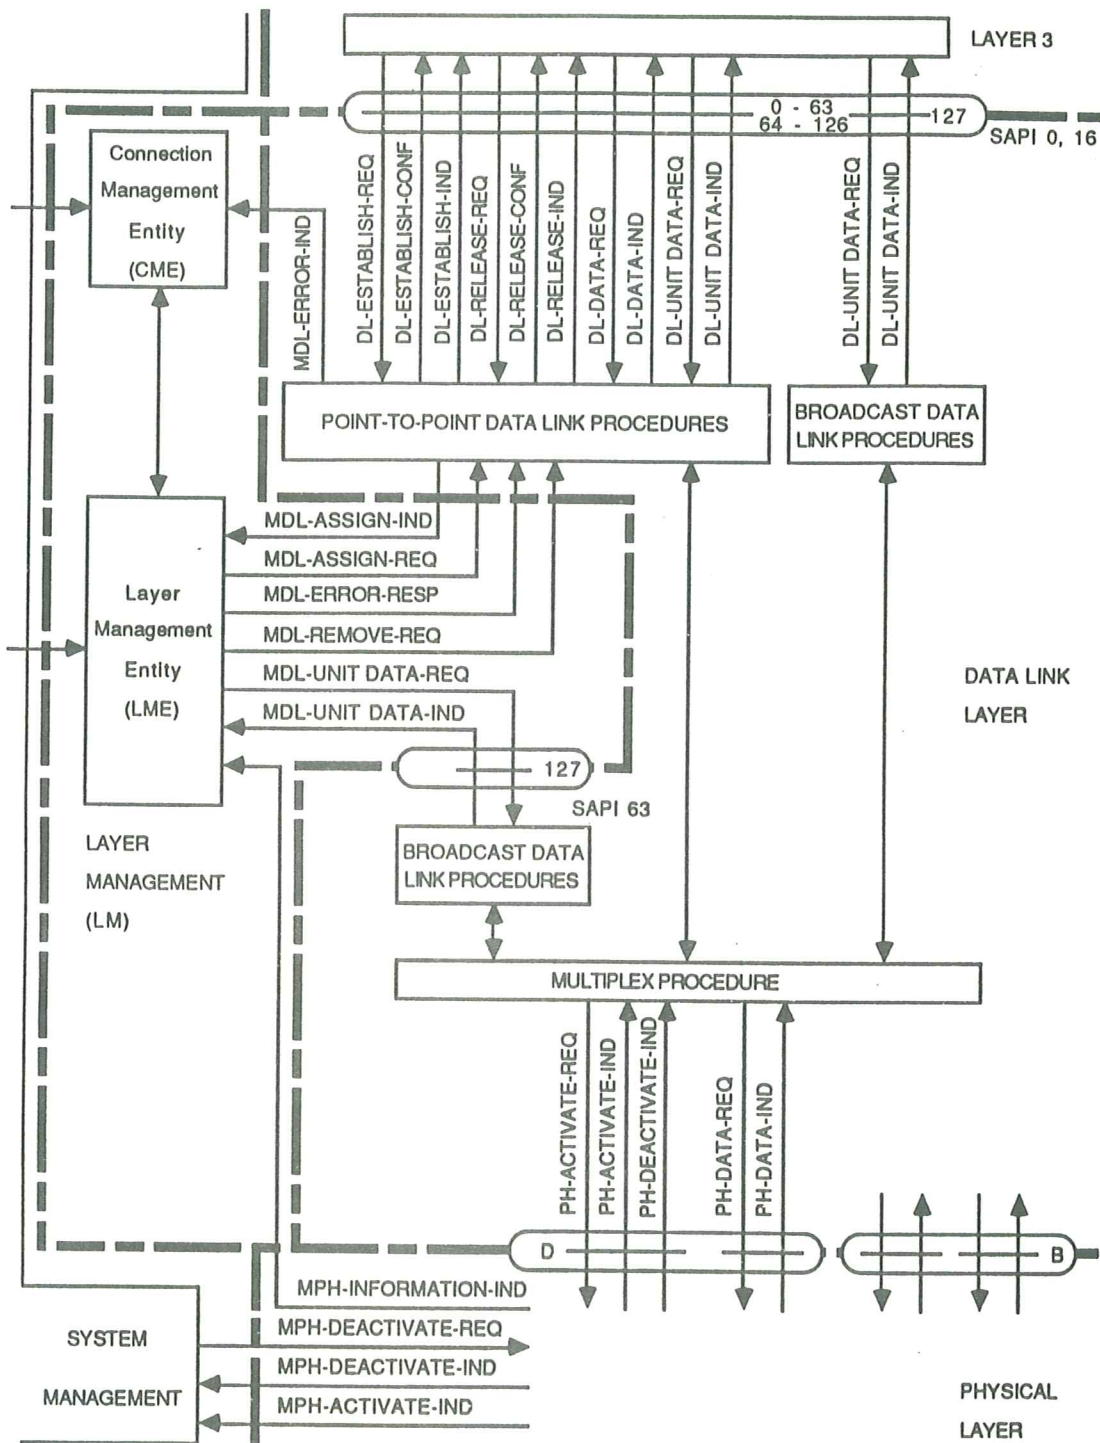 LAYER 3
0 - 63
64 - 126
127
SAPI 0, 16
Connection
Management
Entity
(CME)
MDL-ERROR-IND
DL-ESTABLISH-REQ
DL-ESTABLISH-CONF
DL-ESTABLISH-IND
DL-RELEASE-REQ
DL-RELEASE-CONF
DL-RELEASE-IND
DL-DATA-REQ
DL-DATA-IND
DL-UNIT DATA-REQ
DL-UNIT DATA-IND
DL-UNIT DATA-REQ
DL-UNIT DATA-IND
POINT-TO-POINT DATA LINK PROCEDURES
BROADCAST DATA
LINK PROCEDURES
MDL-ASSIGN-IND
MDL-ASSIGN-REQ
MDL-ERROR-RESP
MDL-REMOVE-REQ
MDL-UNIT DATA-REQ
MDL-UNIT DATA-IND
Layer
Management
Entity
(LME)
DATA LINK
LAYER
127
SAPI 63
LAYER
MANAGEMENT
(LM)
BROADCAST DATA
LINK PROCEDURES
MULTIPLEX PROCEDURE
PH-ACTIVATE-REQ
PH-ACTIVATE-IND
PH-DEACTIVATE-IND
PH-DATA-REQ
PH-DATA-IND
D
B
MPH-INFORMATION-IND
MPH-DEACTIVATE-REQ
MPH-DEACTIVATE-IND
MPH-ACTIVATE-IND
SYSTEM
MANAGEMENT
PHYSICAL
LAYER